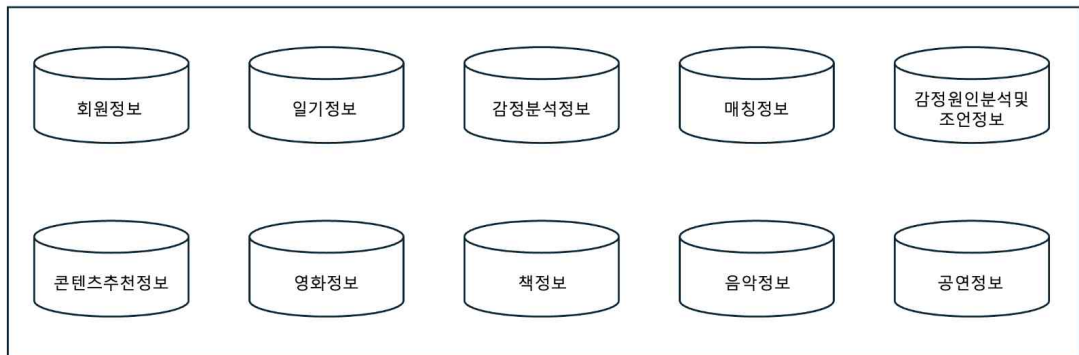 회원정보
일기정보
감정분석정보
매칭정보
감정원인분석및
조언정보
콘텐츠추천정보
영화정보
책정보
음악정보
공연정보